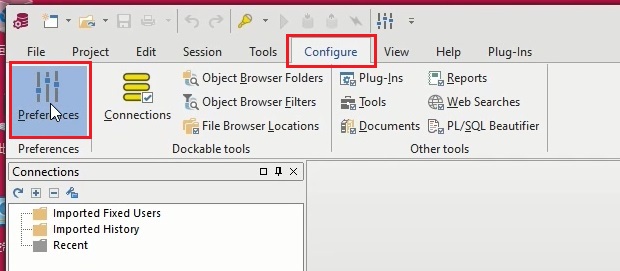 File Project Edit Session Tools Configure View Help Plug-Ins
Preferences
Connections
Object Browser Folders
Object Browser Filters
File Browser Locations
Plug-Ins
Tools
Documents
Reports
Web Searches
PL/SQL Beautifier
Preferences Dockable tools Other tools
Connections
Imported Fixed Users
Imported History
Recent